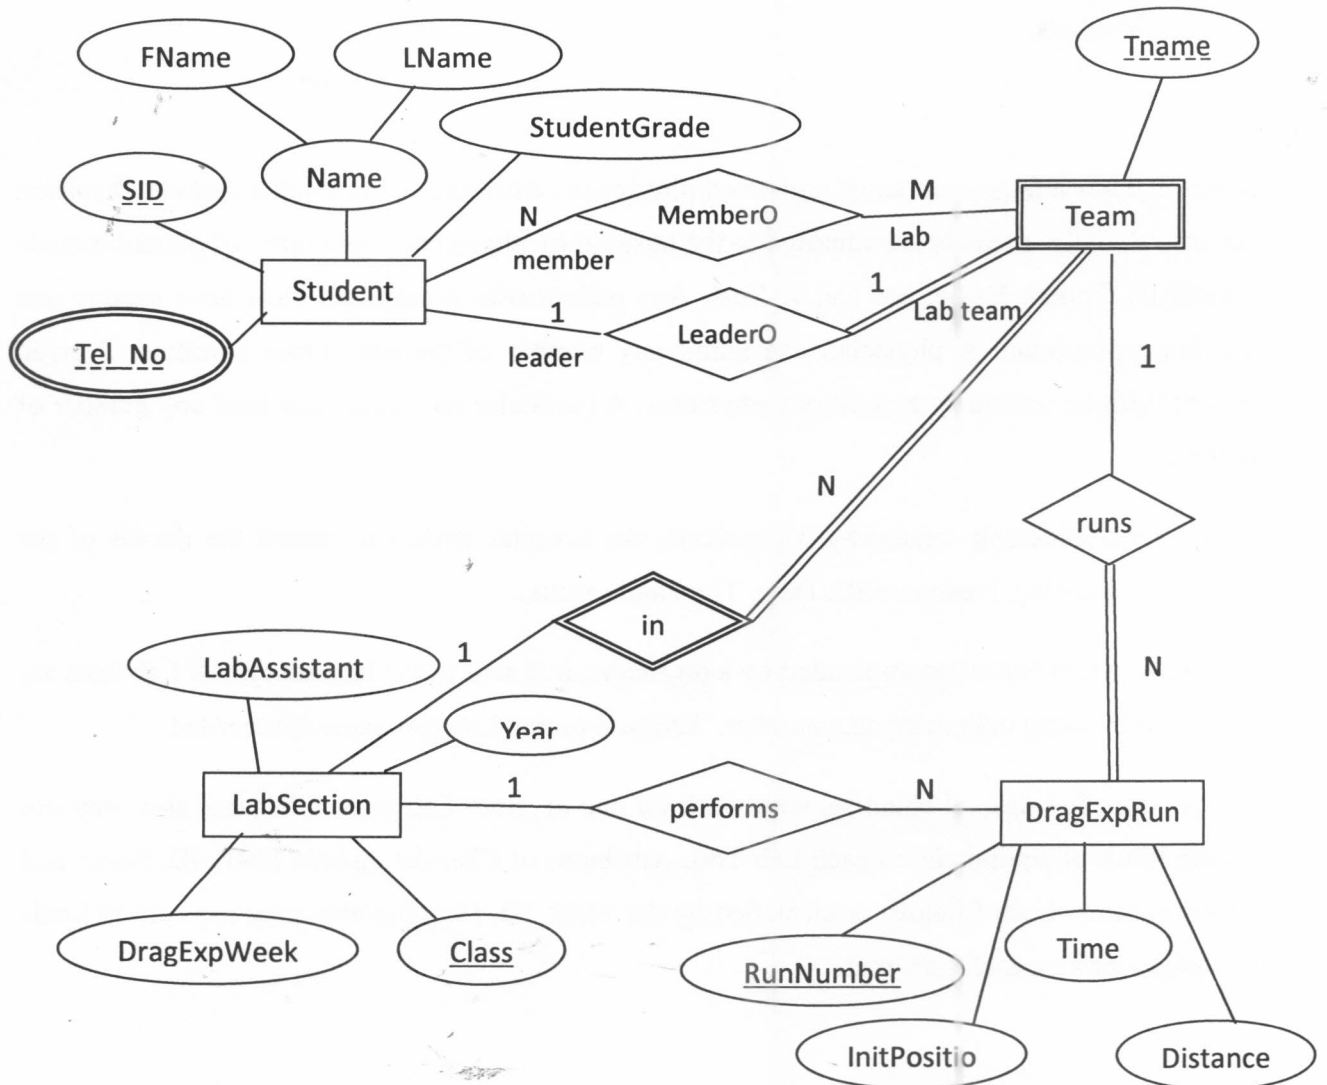 Tname
FName
LName
StudentGrade
SID
Name
MemberO
M
Team
N
Lab
member
Student
1
Lab team
1
LeaderO
leader
Tel_No
1
N
runs
in
1
LabAssistant
N
Year
1
N
LabSection
performs
DragExpRun
DragExpWeek
Class
Time
RunNumber
InitPositio
Distance